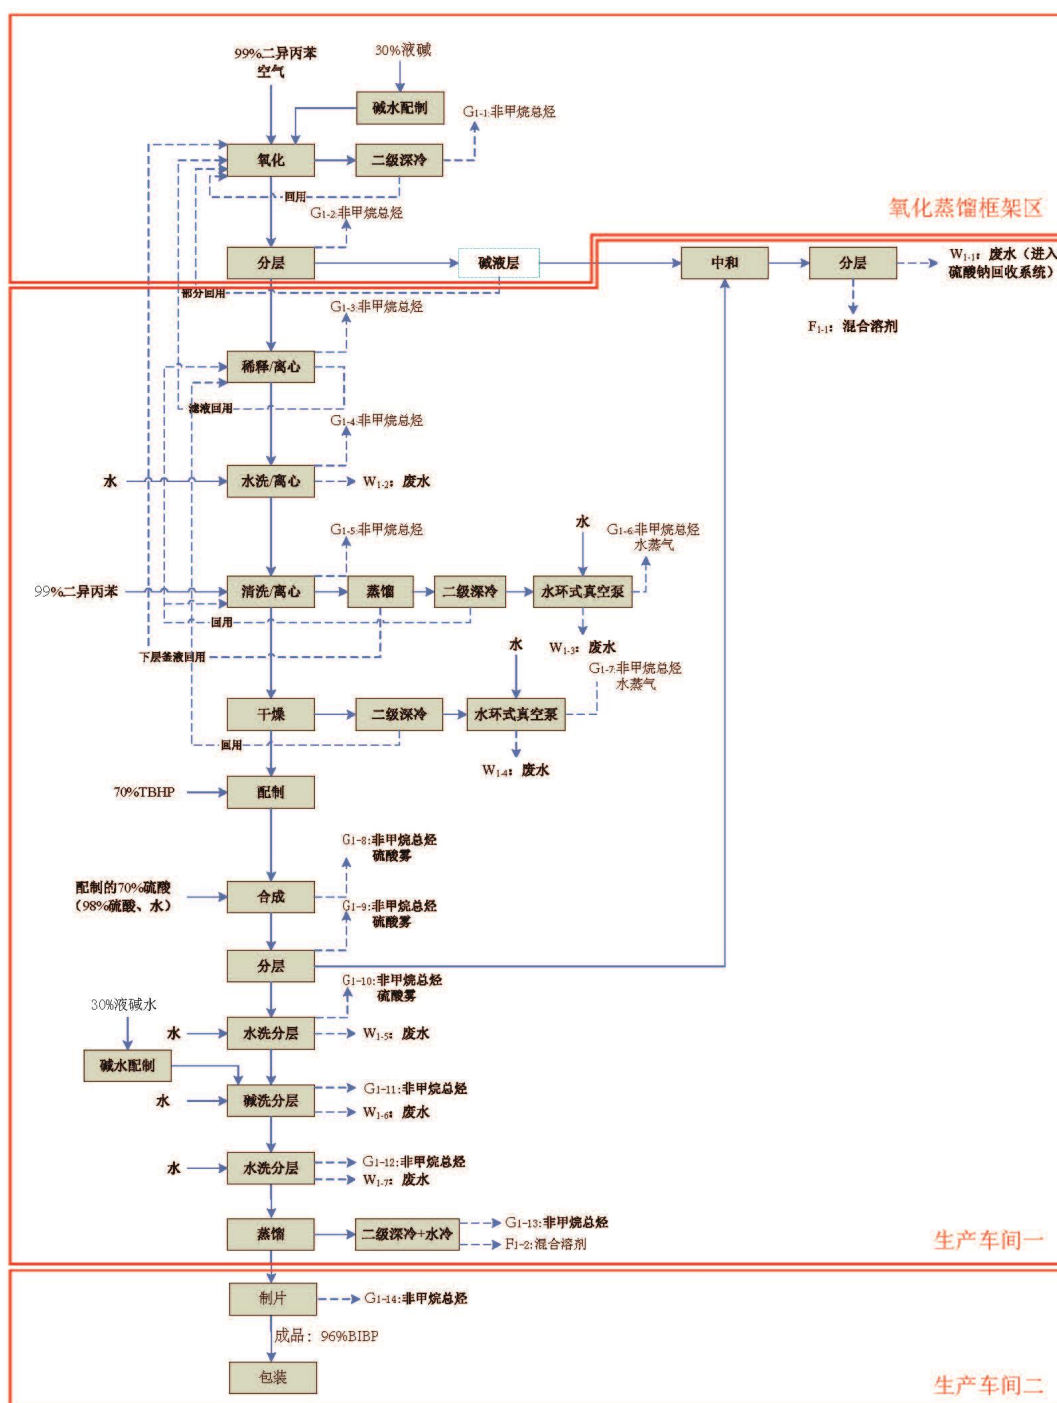 99%二异丙苯
空气
30%液碱
碱水配制
G1-1:非甲烷总烃
氧化
二级深冷
回用
G1-2:非甲烷总烃
氧化蒸馏框架区
分层
碱液层
中和
分层
W1-1：废水（进入
硫酸钠回收系统）
部分回用
G1-3:非甲烷总烃
F1-1：混合溶剂
稀释/离心
滤液回用
G1-4:非甲烷总烃
水
水洗/离心
W1-2：废水
G1-5:非甲烷总烃
水
G1-6:非甲烷总烃
水蒸气
99%二异丙苯
清洗/离心
蒸馏
二级深冷
水环式真空泵
回用
W1-3：废水
下层釜液回用
水
G1-7:非甲烷总烃
水蒸气
干燥
二级深冷
水环式真空泵
回用
W1-4：废水
70%TBHP
配制
G1-8:非甲烷总烃
硫酸雾
配制的70%硫酸
（98%硫酸、水）
合成
G1-9:非甲烷总烃
硫酸雾
分层
G1-10:非甲烷总烃
硫酸雾
30%液碱水
水
水洗分层
W1-5：废水
碱水配制
水
碱洗分层
G1-11:非甲烷总烃
W1-6：废水
水
水洗分层
G1-12:非甲烷总烃
W1-7：废水
蒸馏
二级深冷+水冷
G1-13:非甲烷总烃
F1-2:混合溶剂
生产车间一
制片
G1-14:非甲烷总烃
成品：96%BIBP
包装
生产车间二